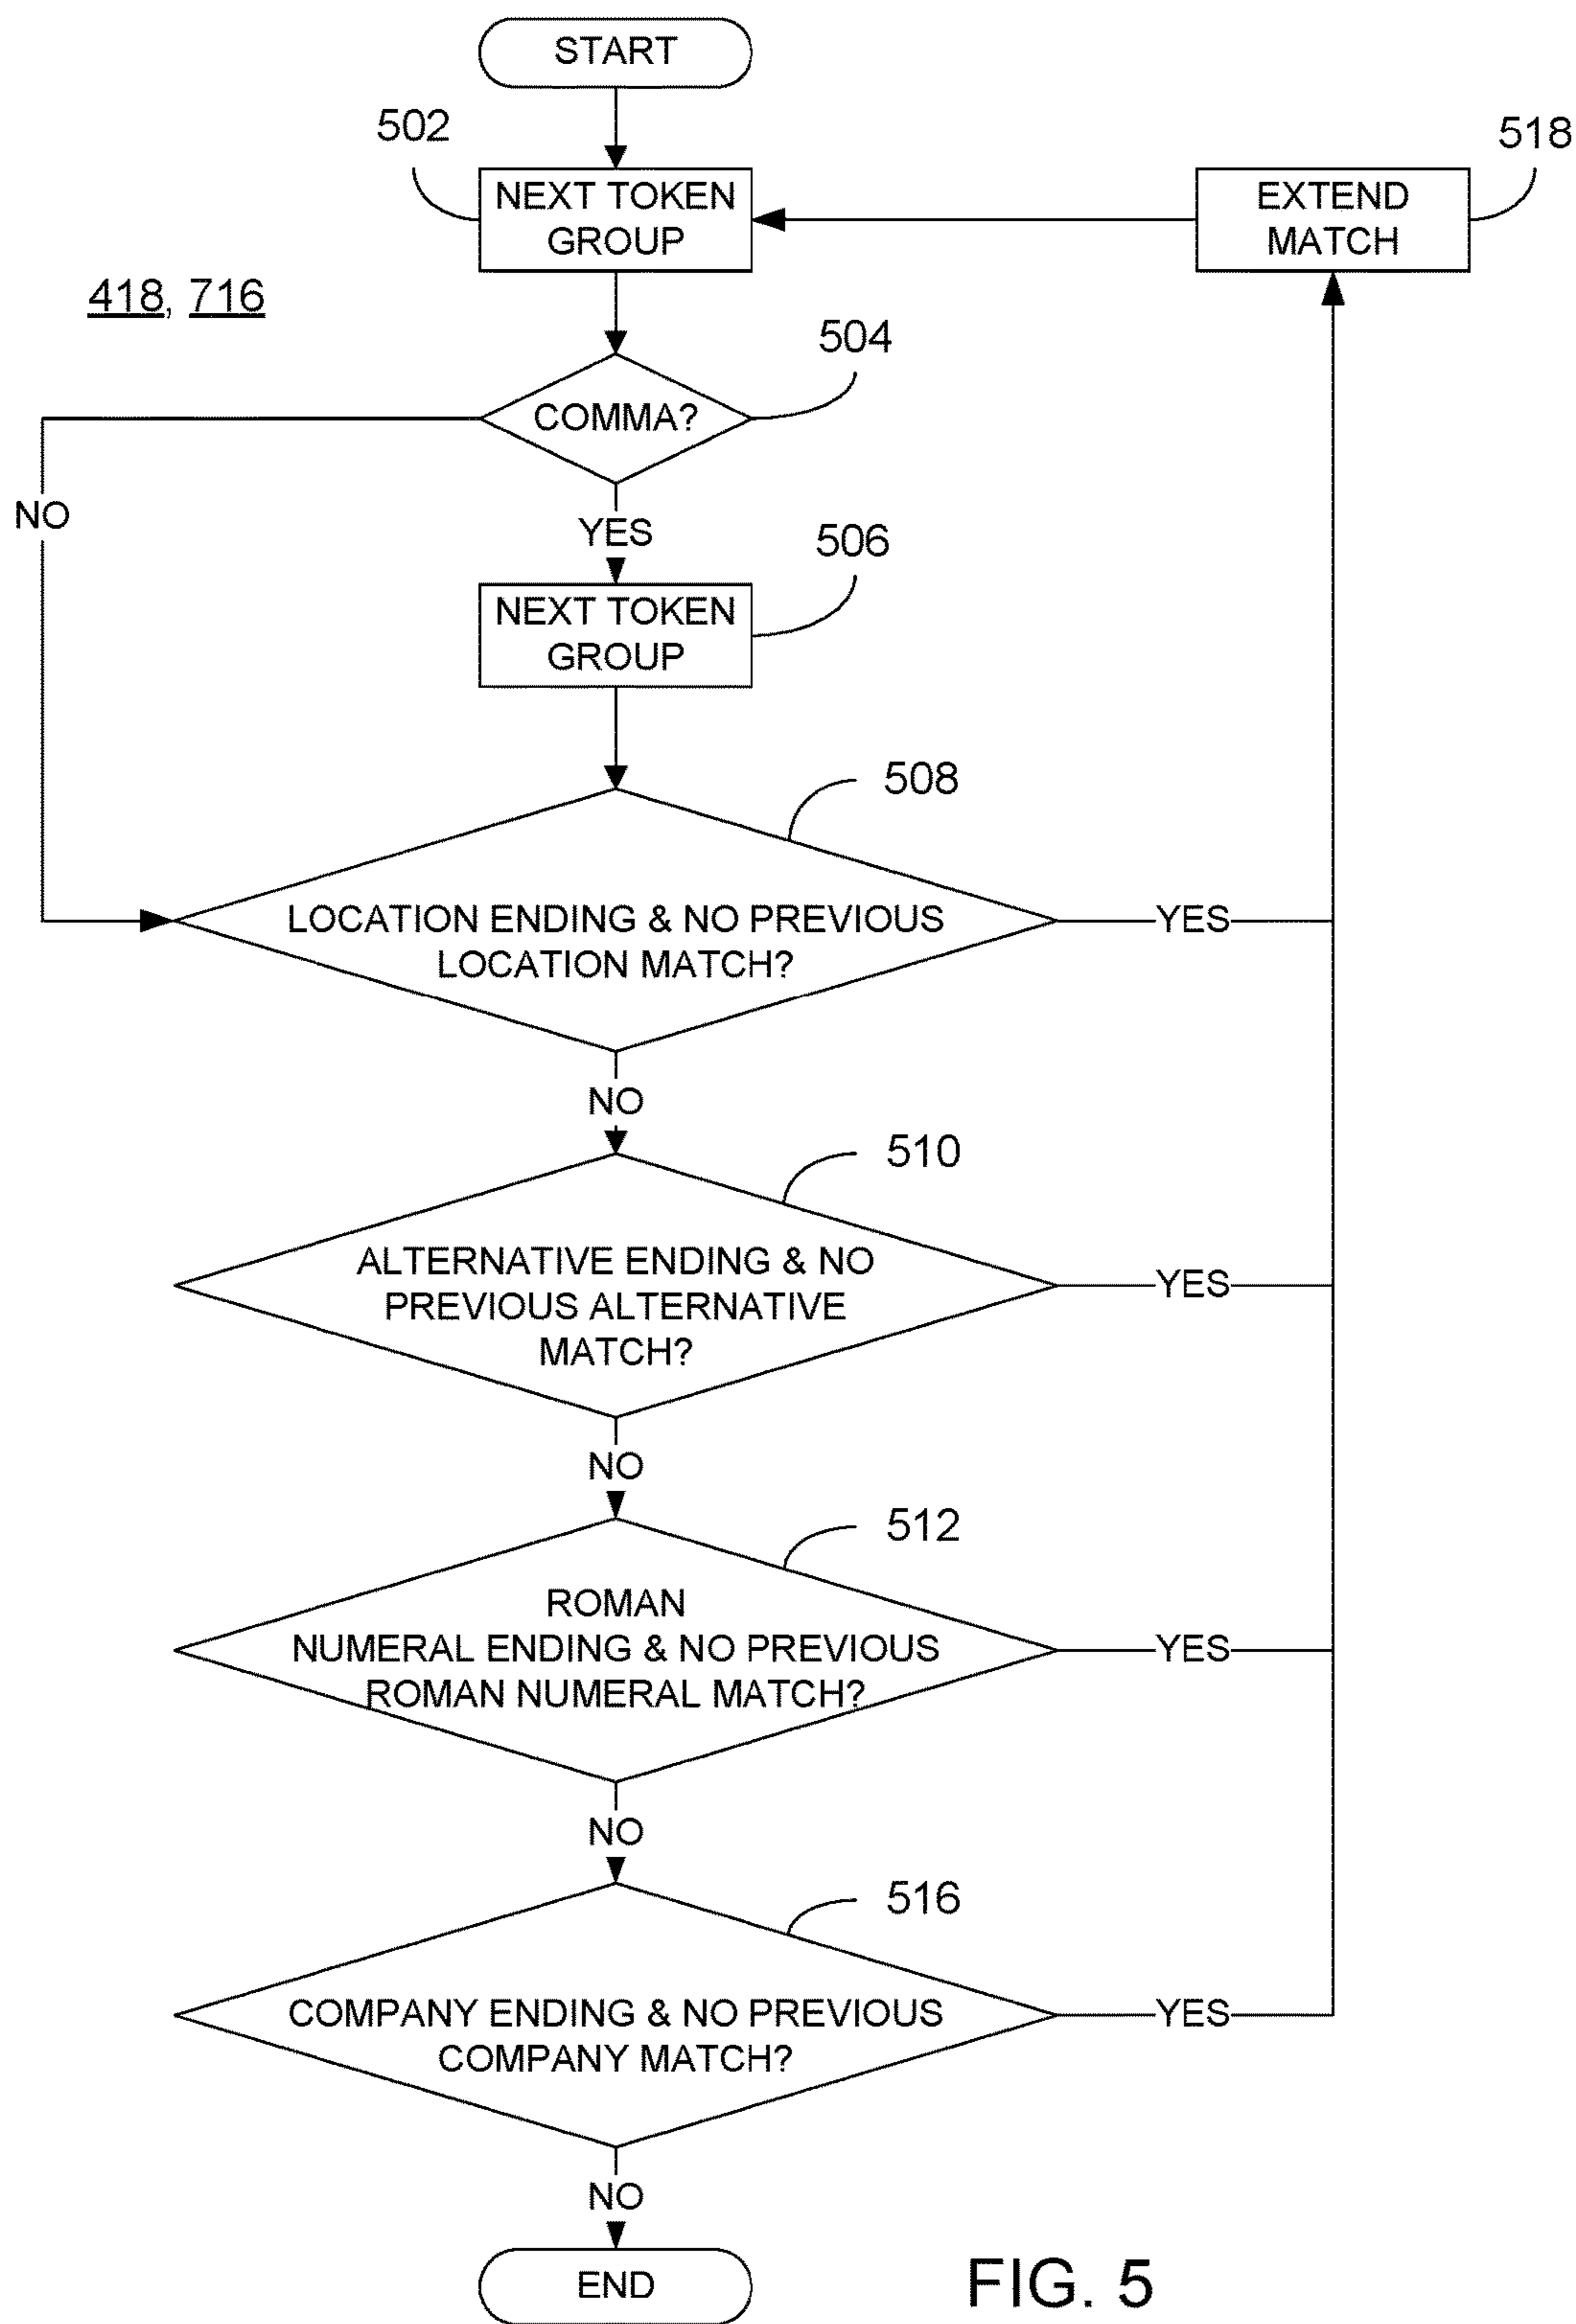 START
502
518
NEXT TOKEN
GROUP
EXTEND
MATCH
418, 716
504
COMMA?
NO
YES
506
NEXT TOKEN
GROUP
508
LOCATION ENDING & NO PREVIOUS
LOCATION MATCH?
YES
NO
510
ALTERNATIVE ENDING & NO
PREVIOUS ALTERNATIVE
MATCH?
YES
NO
512
ROMAN
NUMERAL ENDING & NO PREVIOUS
ROMAN NUMERAL MATCH?
YES
NO
516
COMPANY ENDING & NO PREVIOUS
COMPANY MATCH?
YES
NO
END
FIG. 5